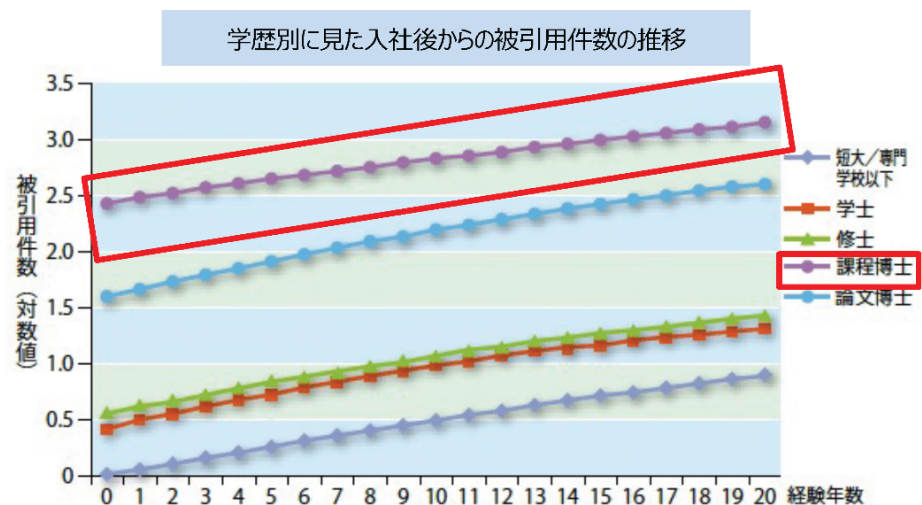 学歴別に見た入社後からの被引用件数の推移
被引用件数（対数値）
3.5
3.0
2.5
2.0
1.5
1.0
0.5
0
0 1 2 3 4 5 6 7 8 9 10 11 12 13 14 15 16 17 18 19 20 経験年数
短大／専門
学校以下
学士
修士
課程博士
論文博士